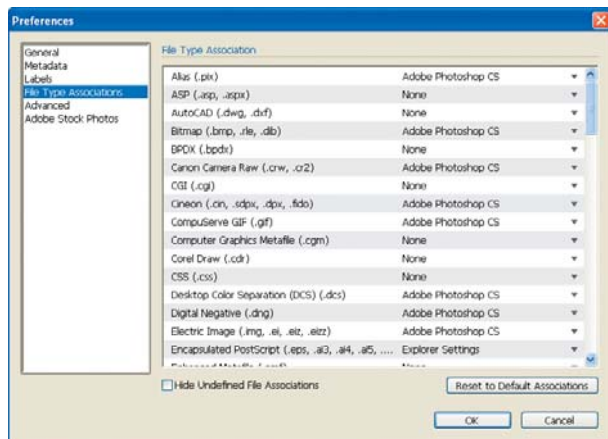 Preferences
General
Metadata
Labels
File Type Associations
Advanced
Adobe Stock Photos
File Type Association
Alias (.pix) Adobe Photoshop CS
ASP (.asp, .aspx) None
AutoCAD (.dwg, .dxf) None
Bitmap (.bmp, .rle, .dib) Adobe Photoshop CS
BPDX (.bpdx) None
Canon Camera Raw (.crw, .cr2) Adobe Photoshop CS
CGI (.cgi) None
Cineon (.cin, .sdpx, .dpx, .fido) Adobe Photoshop CS
CompuServe GIF (.gif) Adobe Photoshop CS
Computer Graphics Metafile (.cgm) None
Corel Draw (.cdr) None
CSS (.css) None
Desktop Color Separation (DCS) (.dcs) Adobe Photoshop CS
Digital Negative (.dng) Adobe Photoshop CS
Electric Image (.img, .ei, .eiz, .eizz) Adobe Photoshop CS
Encapsulated PostScript (.eps, .ai3, .ai4, .ai5, .... Explorer Settings
Hide Undefined File Associations
Reset to Default Associations
OK
Cancel